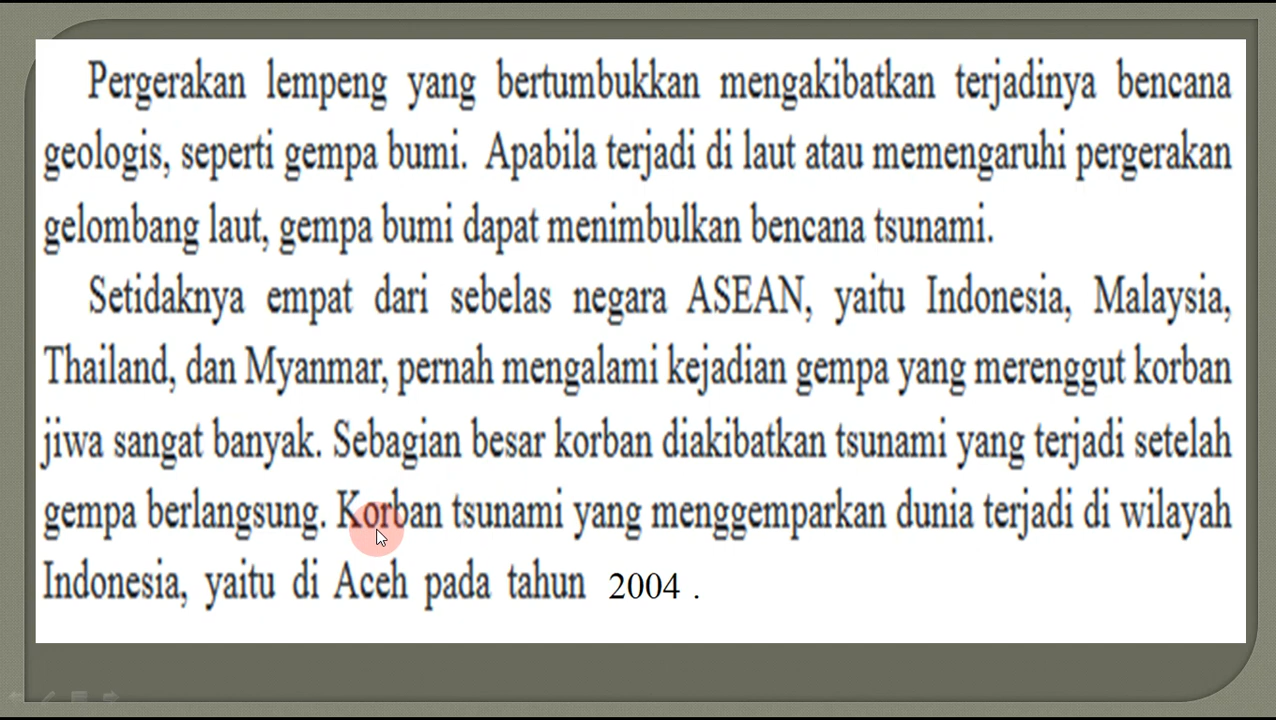 Pergerakan lempeng yang bertumbukkan mengakibatkan terjadinya bencana
geologis, seperti gempa bumi. Apabila terjadi di laut atau memengaruhi pergerakan
gelombang laut, gempa bumi dapat menimbulkan bencana tsunami.
Setidaknya empat dari sebelas negara ASEAN, yaitu Indonesia, Malaysia,
Thailand, dan Myanmar, pernah mengalami kejadian gempa yang merenggut korban
jiwa sangat banyak. Sebagian besar korban diakibatkan tsunami yang terjadi setelah
gempa berlangsung. Korban tsunami yang menggemparkan dunia terjadi di wilayah
Indonesia, yaitu di Aceh pada tahun 2004 .